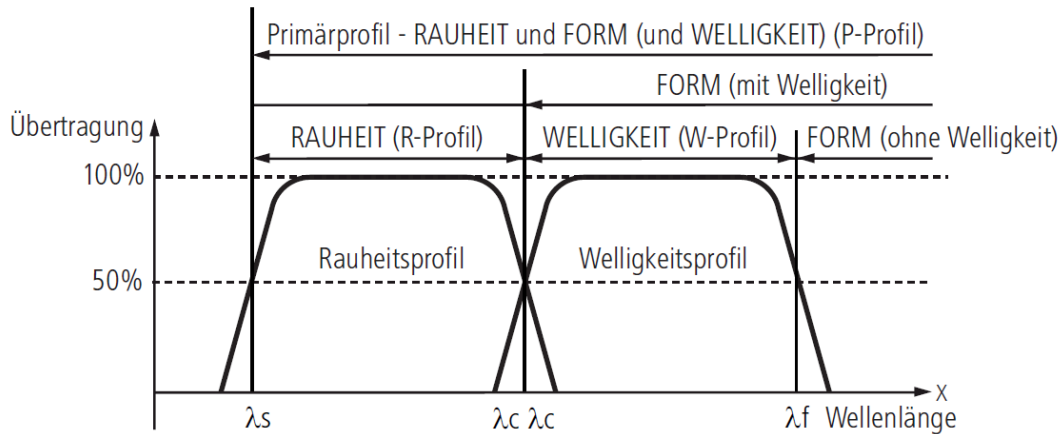 Primärprofil - RAUHEIT und FORM (und WELLIGKEIT) (P-Profil)
FORM (mit Welligkeit)
Übertragung
RAUHEIT (R-Profil)
WELLIGKEIT (W-Profil)
FORM (ohne Welligkeit)
100%
Rauheitsprofil
Welligkeitsprofil
50%
X
λs
λc
λc
λf
Wellenlänge